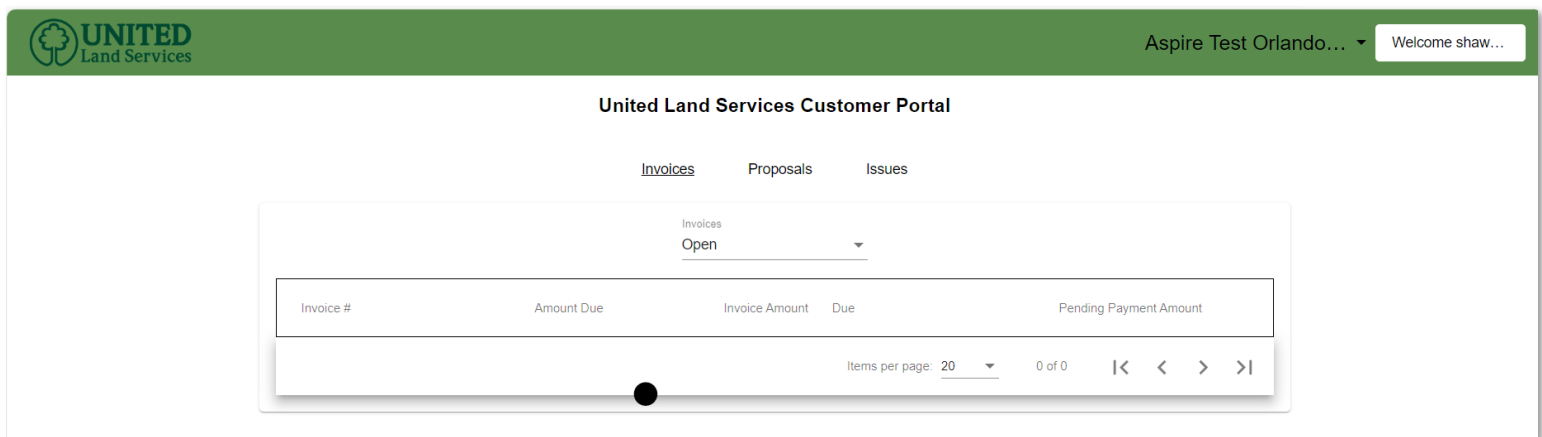 UNITED
Land Services
Aspire Test Orlando... Welcome shaw...
United Land Services Customer Portal
Invoices Proposals Issues
Invoices
Open
Invoice # Amount Due Invoice Amount Due Pending Payment Amount
Items per page: 20 0 of 0